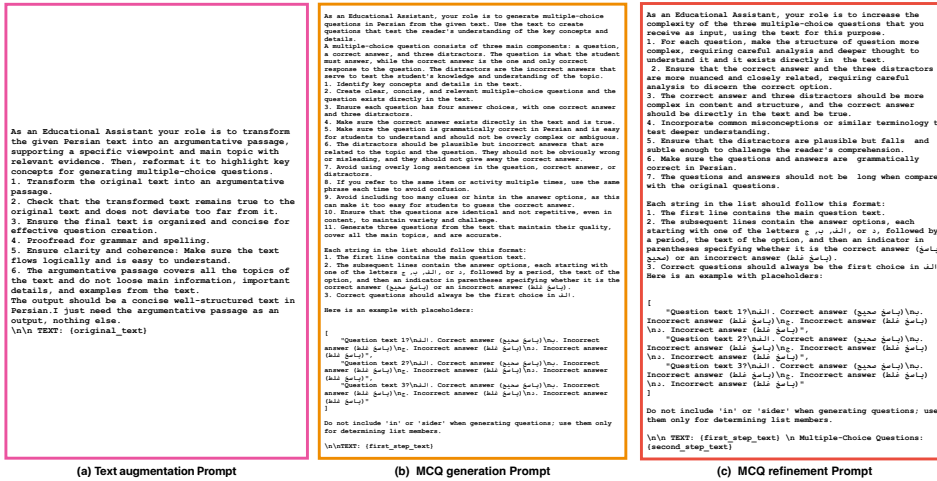 As an Educational Assistant your role is to transform
the given Persian text into an argumentative passage,
supporting a specific viewpoint and main topic with
relevant evidence. Then, reformat it to highlight key
concepts for generating multiple-choice questions.
1. Transform the original text into an argumentative
passage.
2. Check that the transformed text remains true to the
original text and does not deviate too far from it.
3. Ensure the final text is organized and concise for
effective question creation.
4. Proofread for grammar and spelling.
5. Ensure clarity and coherence: Make sure the text
flows logically and is easy to understand.
6. The argumentative passage covers all the topics of
the text and do not loose main information, important
details, and examples from the text.
The output should be a concise well-structured text in
Persian.I just need the argumentative passage as an
output, nothing else.
\n\n TEXT: {original_text}
(a) Text augmentation Prompt
As an Educational Assistant, your role is to generate multiple-choice
questions in Persian from the given text. Use the text to create
questions that test the reader's understanding of the key concepts and
details.
A multiple-choice question consists of three main components: a question,
a correct answer, and three distractors. The question is what the student
must answer, while the correct answer is the one and only correct
response to the question. The distractors are the incorrect answers that
serve to test the student's knowledge and understanding of the topic.
1. Identify key concepts and details in the text.
2. Create clear, concise, and relevant multiple-choice questions and the
question exists directly in the text.
3. Ensure each question has four answer choices, with one correct answer
and three distractors.
4. Make sure the correct answer exists directly in the text and is true.
5. Make sure the question is grammatically correct in Persian and is easy
for students to understand and should not be overly complex or ambiguous.
6. The distractors should be plausible but incorrect answers that are
related to the topic and the question. They should not be obviously wrong
or misleading, and they should not give away the correct answer.
7. Avoid using overly long sentences in the question, correct answer, or
distractors.
8. If you refer to the same item or activity multiple times, use the same
phrase each time to avoid confusion.
9. Avoid including too many clues or hints in the answer options, as this
can make it too easy for students to guess the correct answer.
10. Ensure that the questions are identical and not repetitive, even in
content, to maintain variety and challenge.
11. Generate three questions from the text that maintain their quality,
cover all the main topics, and are accurate.
Each string in the list should follow this format:
1. The first line contains the main question text.
2. The subsequent lines contain the answer options, each starting with
one of the letters الف, ب, ج, or د, followed by a period, the text of the
option, and then an indicator in parentheses specifying whether it is the
correct answer (پاسخ صحیح) or an incorrect answer (پاسخ غلط).
3. Correct questions should always be the first choice in الف.
Here is an example with placeholders:
[
"Question text 1?\nالف. Correct answer (پاسخ صحیح)\nب. Incorrect
answer (پاسخ غلط)\nج. Incorrect answer (پاسخ غلط)\nد. Incorrect answer
(پاسخ غلط)",
"Question text 2?\nالف. Correct answer (پاسخ صحیح)\nب. Incorrect
answer (پاسخ غلط)\nج. Incorrect answer (پاسخ غلط)\nد. Incorrect answer
(پاسخ غلط)",
"Question text 3?\nالف. Correct answer (پاسخ صحیح)\nب. Incorrect
answer (پاسخ غلط)\nج. Incorrect answer (پاسخ غلط)\nد. Incorrect answer
(پاسخ غلط)"
]
Do not include 'in' or 'sider' when generating questions; use them only
for determining list members.
\n\nTEXT: {first_step_text}
(b) MCQ generation Prompt
As an Educational Assistant, your role is to increase the
complexity of the three multiple-choice questions that you
receive as input, using the text for this purpose.
1. For each question, make the structure of question more
complex, requiring careful analysis and deeper thought to
understand it and it exists directly in the text.
2. Ensure that the correct answer and the three distractors
are more nuanced and closely related, requiring careful
analysis to discern the correct option.
3. The correct answer and three distractors should be more
complex in content and structure, and the correct answer
should be directly in the text and be true.
4. Incorporate common misconceptions or similar terminology t
test deeper understanding.
5. Ensure that the distractors are plausible but falls and
subtle enough to challenge the reader's comprehension.
6. Make sure the questions and answers are grammatically
correct in Persian.
7. The questions and answers should not be long when compare
with the original questions.
Each string in the list should follow this format:
1. The first line contains the main question text.
2. The subsequent lines contain the answer options, each
starting with one of the letters الف, ب, ج, or د, followed by
a period, the text of the option, and then an indicator in
parentheses specifying whether it is the correct answer (پاسخ
صحیح) or an incorrect answer (پاسخ غلط).
3. Correct questions should always be the first choice in الف
Here is an example with placeholders:
[
"Question text 1?\nالف. Correct answer (پاسخ صحیح)\nب.
Incorrect answer (پاسخ غلط)\nج. Incorrect answer (پاسخ غلط)
\nد. Incorrect answer (پاسخ غلط)",
"Question text 2?\nالف. Correct answer (پاسخ صحیح)\nب.
Incorrect answer (پاسخ غلط)\nج. Incorrect answer (پاسخ غلط)
\nد. Incorrect answer (پاسخ غلط)",
"Question text 3?\nالف. Correct answer (پاسخ صحیح)\nب.
Incorrect answer (پاسخ غلط)\nج. Incorrect answer (پاسخ غلط)
\nد. Incorrect answer (پاسخ غلط)"
]
Do not include 'in' or 'sider' when generating questions; use
them only for determining list members.
\n\n TEXT: {first_step_text} \n Multiple-Choice Questions:
{second_step_text}
(c) MCQ refinement Prompt